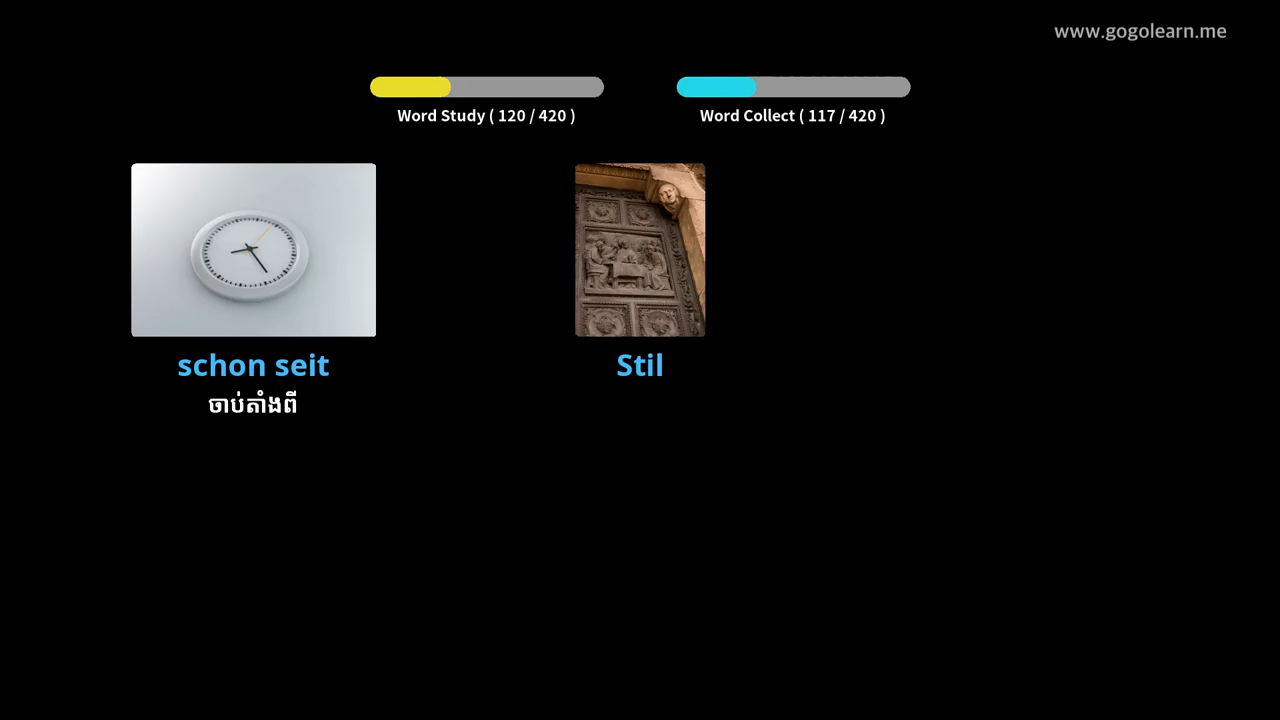 www.gogolearn.me
Word Study ( 120 / 420 )
Word Collect ( 117 / 420 )
schon seit
ចាប់តាំងពី
Stil